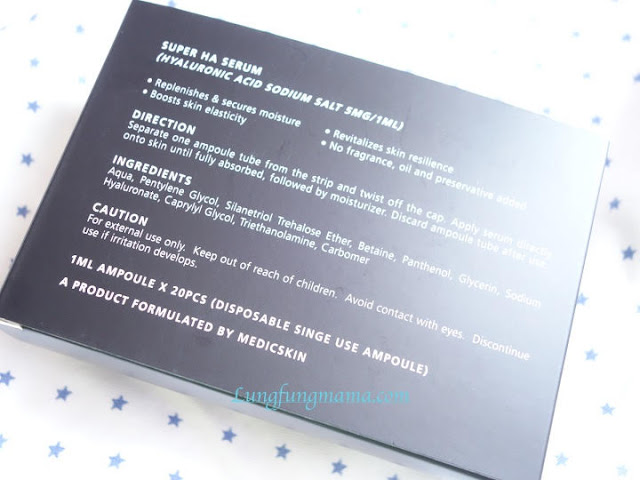 SUPER HA SERUM
(HYALURONIC ACID SODIUM SALT 5MG/1ML)
• Replenishes & secures moisture
• Revitalizes skin resilience
• Boosts skin elasticity
• No fragrance, oil and preservative added
DIRECTION
Separate one ampoule tube from the strip and twist off the cap. Apply serum directly
onto skin until fully absorbed, followed by moisturizer. Discard ampoule tube after use.
INGREDIENTS
Aqua, Pentylene Glycol, Silanetriol Trehalose Ether, Betaine, Panthenol, Glycerin, Sodium
Hyaluronate, Caprylyl Glycol, Triethanolamine, Carbomer
CAUTION
For external use only. Keep out of reach of children. Avoid contact with eyes. Discontinue
use if irritation develops.
1ML AMPOULE X 20PCS (DISPOSABLE SINGE USE AMPOULE)
A PRODUCT FORMULATED BY MEDICSKIN
Lungfungmama.com